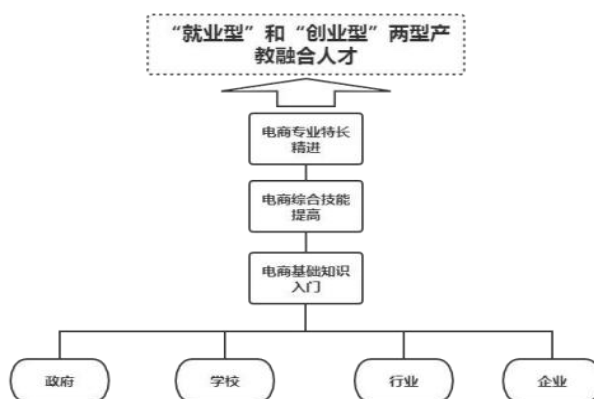 “就业型”和“创业型”两型产
教融合人才
电商专业特长
精进
电商综合技能
提高
电商基础知识
入门
政府
学校
行业
企业